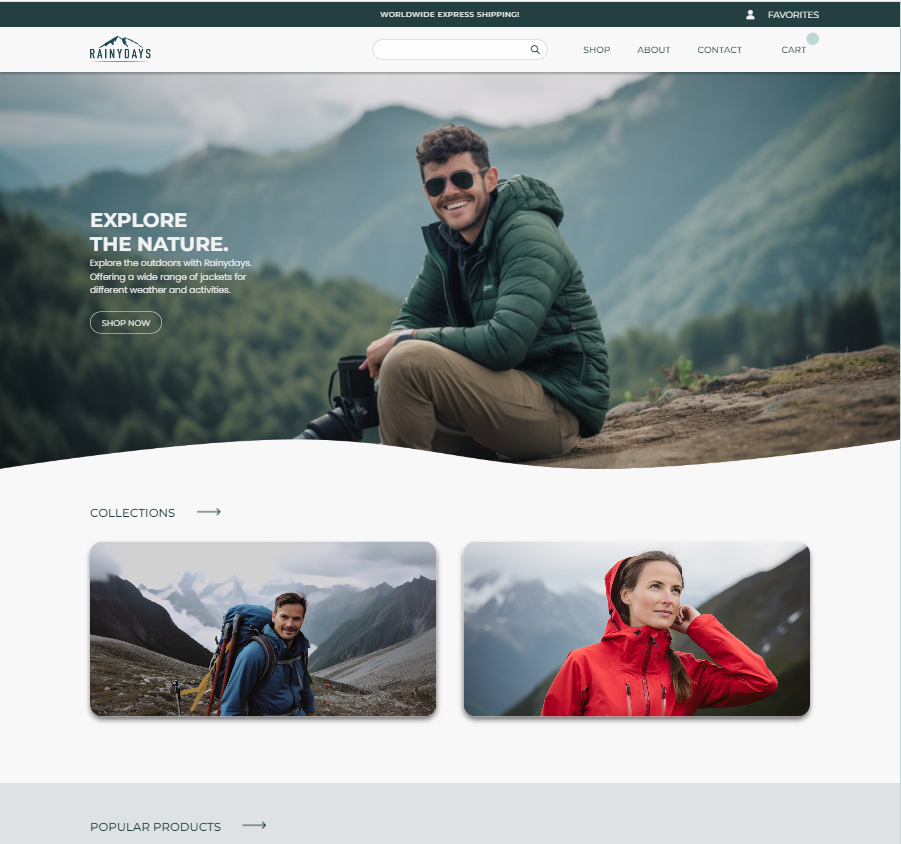 WORLDWIDE EXPRESS SHIPPING!
FAVORITES
RAINYDAYS
SHOP
ABOUT
CONTACT
CART
EXPLORE
THE NATURE.
Explore the outdoors with Rainydays.
Offering a wide range of jackets for
different weather and activities.
SHOP NOW
COLLECTIONS
POPULAR PRODUCTS